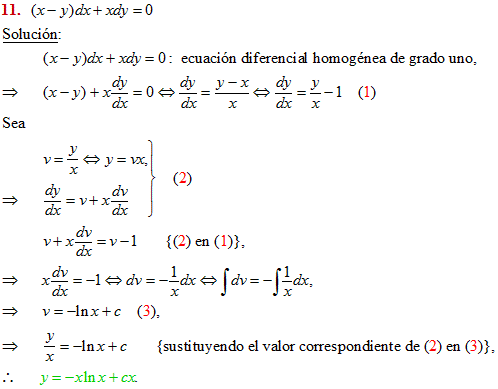 11. (x − y)dx + xdy = 0
Solución:
(x − y)dx + xdy = 0 : ecuación diferencial homogénea de grado uno,
⇒ (x − y) + x dy/dx = 0 ⇔ dy/dx = (y − x)/x ⇔ dy/dx = y/x − 1 (1)
Sea
v = y/x ⇔ y = vx,
⇒ dy/dx = v + x dv/dx } (2)
v + x dv/dx = v − 1 {(2) en (1)},
⇒ x dv/dx = −1 ⇔ dv = −1/x dx ⇔ ∫dv = −∫1/x dx,
⇒ v = −ln x + c (3),
⇒ y/x = −ln x + c {sustituyendo el valor correspondiente de (2) en (3)},
∴ y = −x ln x + cx.